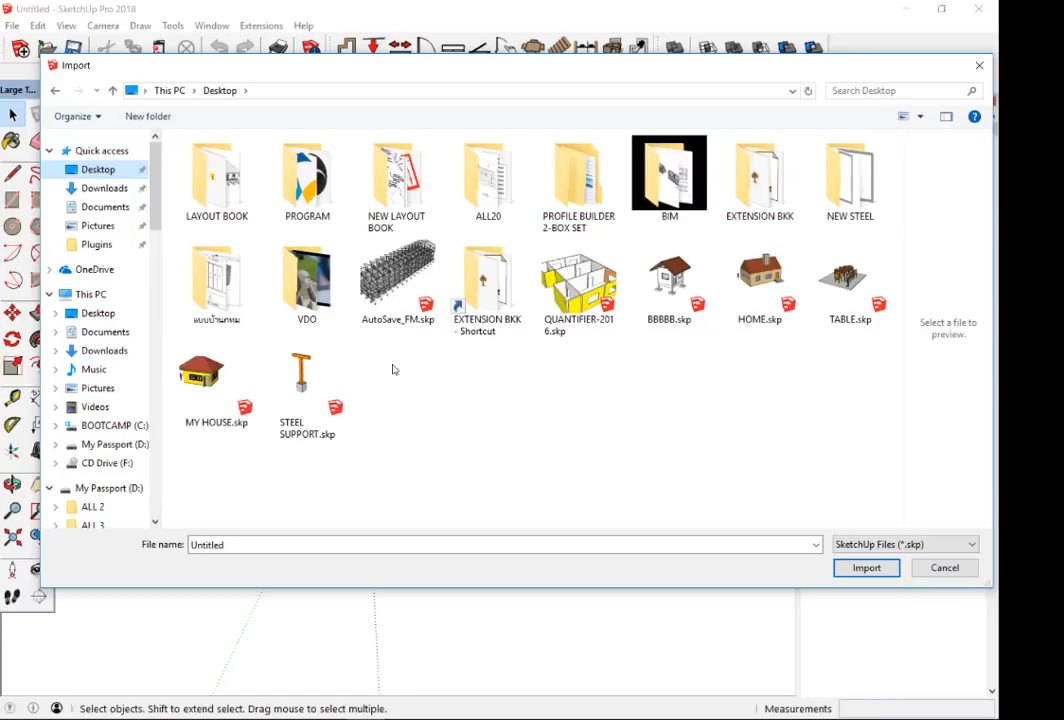 Untitled - SketchUp Pro 2018
File Edit View Camera Draw Tools Window Extensions Help
Large T...
Import
This PC Desktop
Search Desktop
Organize
New folder
Quick access
Desktop
Downloads
Documents
Pictures
Plugins
OneDrive
This PC
Desktop
Documents
Downloads
Music
Pictures
Videos
BOOTCAMP (C:)
My Passport (D:)
CD Drive (F:)
My Passport (D:)
ALL 2
ALL 3
LAYOUT BOOK
PROGRAM
NEW LAYOUT
BOOK
ALL20
PROFILE BUILDER
2-BOX SET
BIM
EXTENSION BKK
NEW STEEL
VDO
AutoSave_FM.skp
EXTENSION BKK
- Shortcut
QUANTIFIER-201
6.skp
BBBBB.skp
HOME.skp
TABLE.skp
MY HOUSE.skp
STEEL
SUPPORT.skp
Select a file to
preview.
File name: Untitled
SketchUp Files (*.skp)
Import
Cancel
Select objects. Shift to extend select. Drag mouse to select multiple.
Measurements